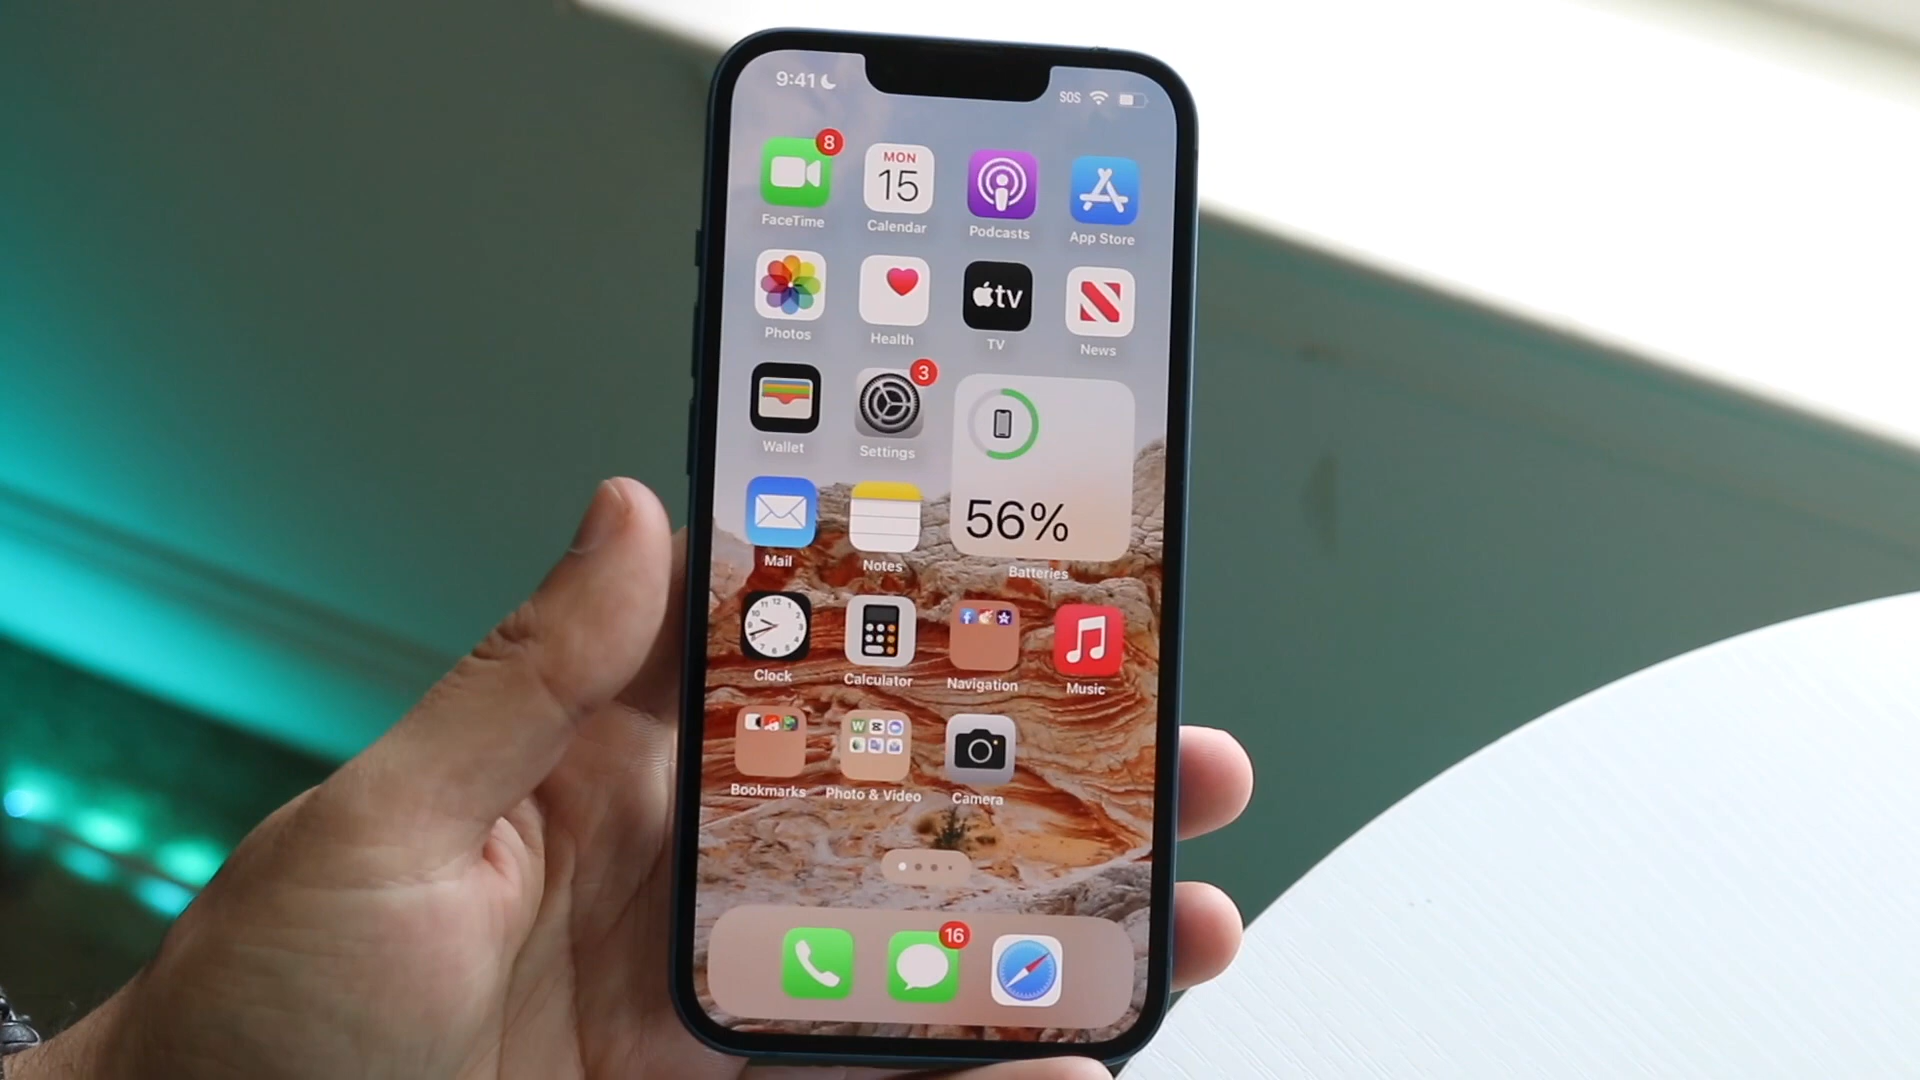 9:41
SOS
8
MON
15
FaceTime
Calendar
Podcasts
App Store
tv
Photos
Health
TV
News
3
Wallet
Settings
56%
Mail
Notes
Batteries
Clock
Calculator
Navigation
Music
Bookmarks
Photo & Video
Camera
16